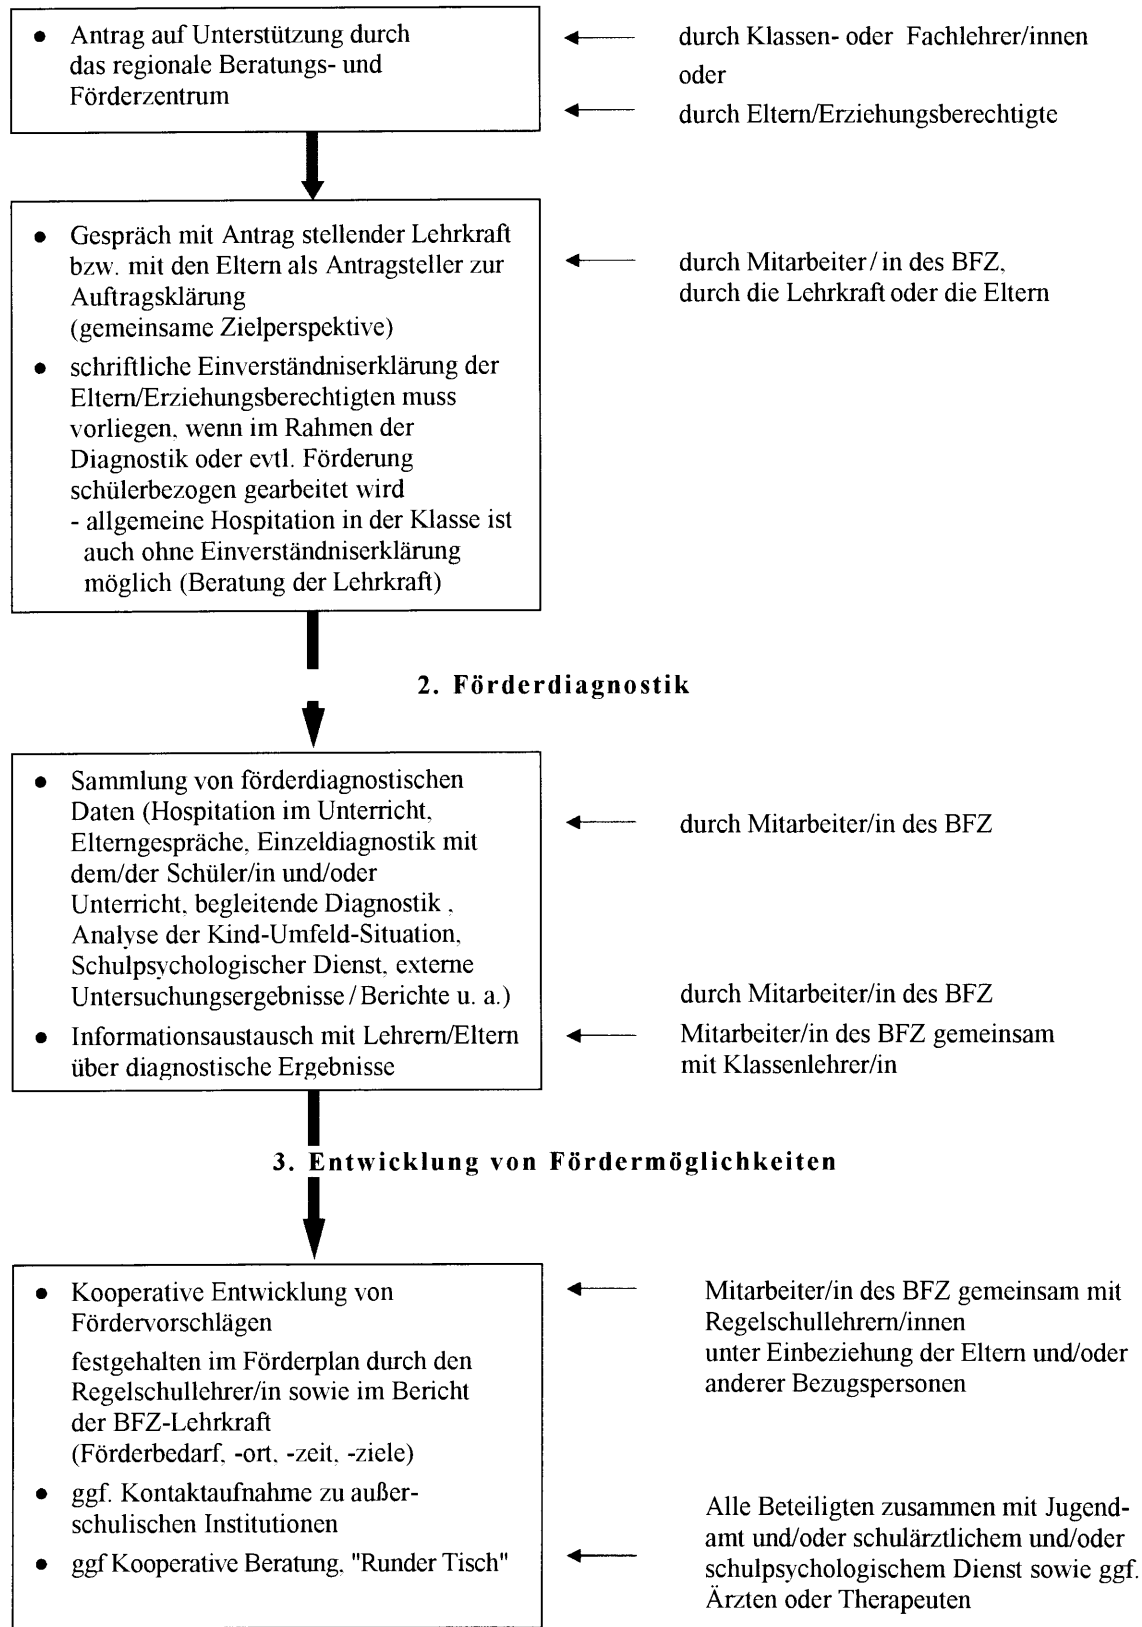 ● Antrag auf Unterstützung durch
das regionale Beratungs- und
Förderzentrum
durch Klassen- oder Fachlehrer/innen
oder
durch Eltern/Erziehungsberechtigte
● Gespräch mit Antrag stellender Lehrkraft
bzw. mit den Eltern als Antragsteller zur
Auftragsklärung
(gemeinsame Zielperspektive)
● schriftliche Einverständniserklärung der
Eltern/Erziehungsberechtigten muss
vorliegen, wenn im Rahmen der
Diagnostik oder evtl. Förderung
schülerbezogen gearbeitet wird
- allgemeine Hospitation in der Klasse ist
auch ohne Einverständniserklärung
möglich (Beratung der Lehrkraft)
durch Mitarbeiter/in des BFZ,
durch die Lehrkraft oder die Eltern
2. Förderdiagnostik
● Sammlung von förderdiagnostischen
Daten (Hospitation im Unterricht,
Elterngespräche, Einzeldiagnostik mit
dem/der Schüler/in und/oder
Unterricht, begleitende Diagnostik ,
Analyse der Kind-Umfeld-Situation,
Schulpsychologischer Dienst, externe
Untersuchungsergebnisse/Berichte u. a.)
● Informationsaustausch mit Lehrern/Eltern
über diagnostische Ergebnisse
durch Mitarbeiter/in des BFZ
durch Mitarbeiter/in des BFZ
Mitarbeiter/in des BFZ gemeinsam
mit Klassenlehrer/in
3. Entwicklung von Fördermöglichkeiten
● Kooperative Entwicklung von
Fördervorschlägen
festgehalten im Förderplan durch den
Regelschullehrer/in sowie im Bericht
der BFZ-Lehrkraft
(Förderbedarf, -ort, -zeit, -ziele)
● ggf. Kontaktaufnahme zu außer-
schulischen Institutionen
● ggf Kooperative Beratung, "Runder Tisch"
Mitarbeiter/in des BFZ gemeinsam mit
Regelschullehrern/innen
unter Einbeziehung der Eltern und/oder
anderer Bezugspersonen
Alle Beteiligten zusammen mit Jugend-
amt und/oder schulärztlichem und/oder
schulpsychologischem Dienst sowie ggf.
Ärzten oder Therapeuten